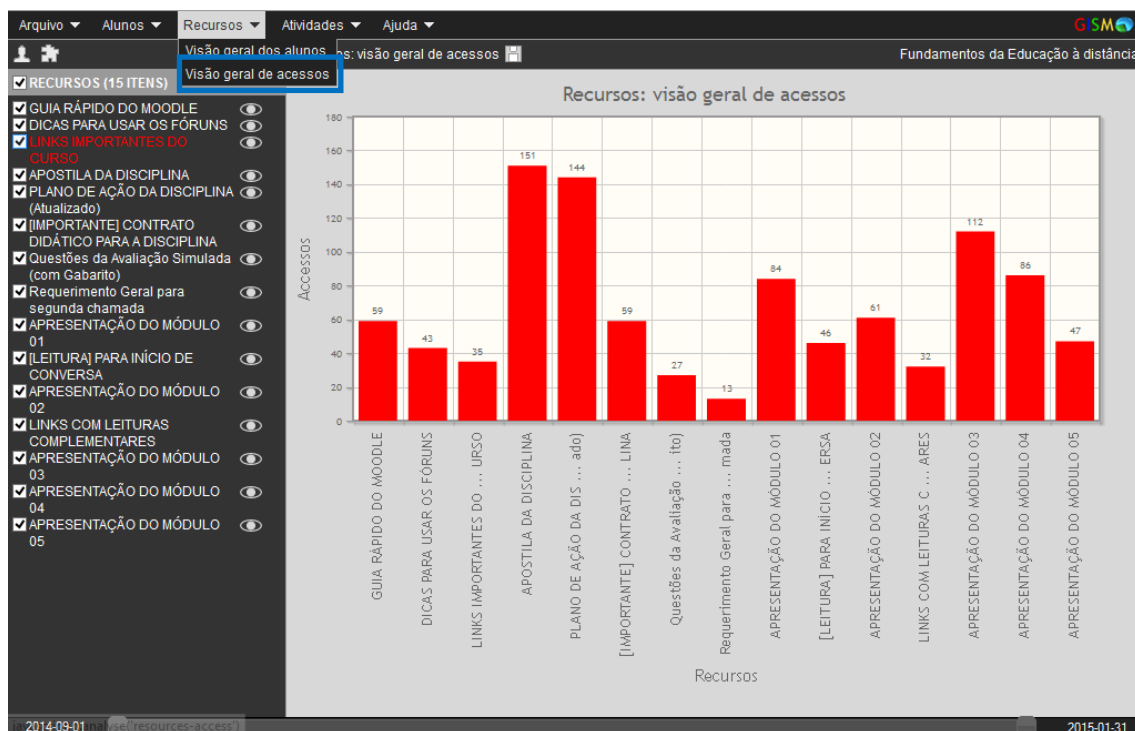 Arquivo Alunos Recursos Atividades Ajuda GISMO
Visão geral dos alunos s: visão geral de acessos Fundamentos da Educação à distância
Visão geral de acessos
RECURSOS (15 ITENS)
GUIA RÁPIDO DO MOODLE
DICAS PARA USAR OS FÓRUNS
LINKS IMPORTANTES DO
CURSO
APOSTILA DA DISCIPLINA
PLANO DE AÇÃO DA DISCIPLINA
(Atualizado)
[IMPORTANTE] CONTRATO
DIDÁTICO PARA A DISCIPLINA
Questões da Avaliação Simulada
(com Gabarito)
Requerimento Geral para
segunda chamada
APRESENTAÇÃO DO MÓDULO
01
[LEITURA] PARA INÍCIO DE
CONVERSA
APRESENTAÇÃO DO MÓDULO
02
LINKS COM LEITURAS
COMPLEMENTARES
APRESENTAÇÃO DO MÓDULO
03
APRESENTAÇÃO DO MÓDULO
04
APRESENTAÇÃO DO MÓDULO
05
Recursos: visão geral de acessos
Accessos
180
160
140
120
100
80
60
40
20
0
59
43
35
151
144
59
27
13
84
46
61
32
112
86
47
GUIA RÁPIDO DO MOODLE
DICAS PARA USAR OS FÓRUNS
LINKS IMPORTANTES DO ... URSO
APOSTILA DA DISCIPLINA
PLANO DE AÇÃO DA DIS ... ado)
[IMPORTANTE] CONTRATO ... LINA
Questões da Avaliação ... ito)
Requerimento Geral para ... mada
APRESENTAÇÃO DO MÓDULO 01
[LEITURA] PARA INÍCIO ... ERSA
APRESENTAÇÃO DO MÓDULO 02
LINKS COM LEITURAS C ... ARES
APRESENTAÇÃO DO MÓDULO 03
APRESENTAÇÃO DO MÓDULO 04
APRESENTAÇÃO DO MÓDULO 05
Recursos
2014-09-01 2015-01-31